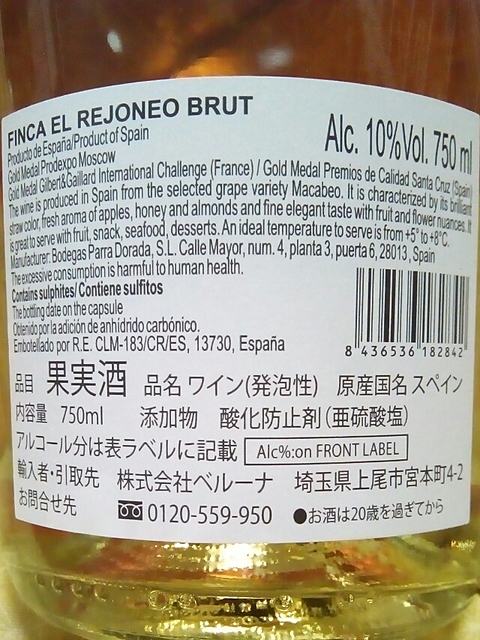 FINCA EL REJONEO BRUT
Alc. 10%Vol. 750 ml
Producto de España/Product of Spain
Gold Medal Prodexpo Moscow
Gold Medal Gilbert&Gaillard International Challenge (France) / Gold Medal Premios de Calidad Santa Cruz (Spain)
The wine is produced in Spain from the selected grape variety Macabeo. It is characterized by its brilliant
straw color, fresh aroma of apples, honey and almonds and fine elegant taste with fruit and flower nuances. It
is great to serve with fruit, snack, seafood, desserts. An ideal temperature to serve is from +5° to +8°C.
Manufacturer: Bodegas Parra Dorada, S.L. Calle Mayor, num. 4, planta 3, puerta 6, 28013, Spain
The excessive consumption is harmful to human health.
Contains sulphites/Contiene sulfitos
The bottling date on the capsule
Obtenido por la adición de anhídrido carbónico.
Embotellado por R.E. CLM-183/CR/ES, 13730, España
8 436536 182842
品目 果実酒 品名 ワイン(発泡性) 原産国名 スペイン
内容量 750ml 添加物 酸化防止剤(亜硫酸塩)
アルコール分は表ラベルに記載 Alc%:on FRONT LABEL
輸入者・引取先 株式会社ベルーナ 埼玉県上尾市宮本町4-2
お問合せ先 0120-559-950 ●お酒は20歳を過ぎてから